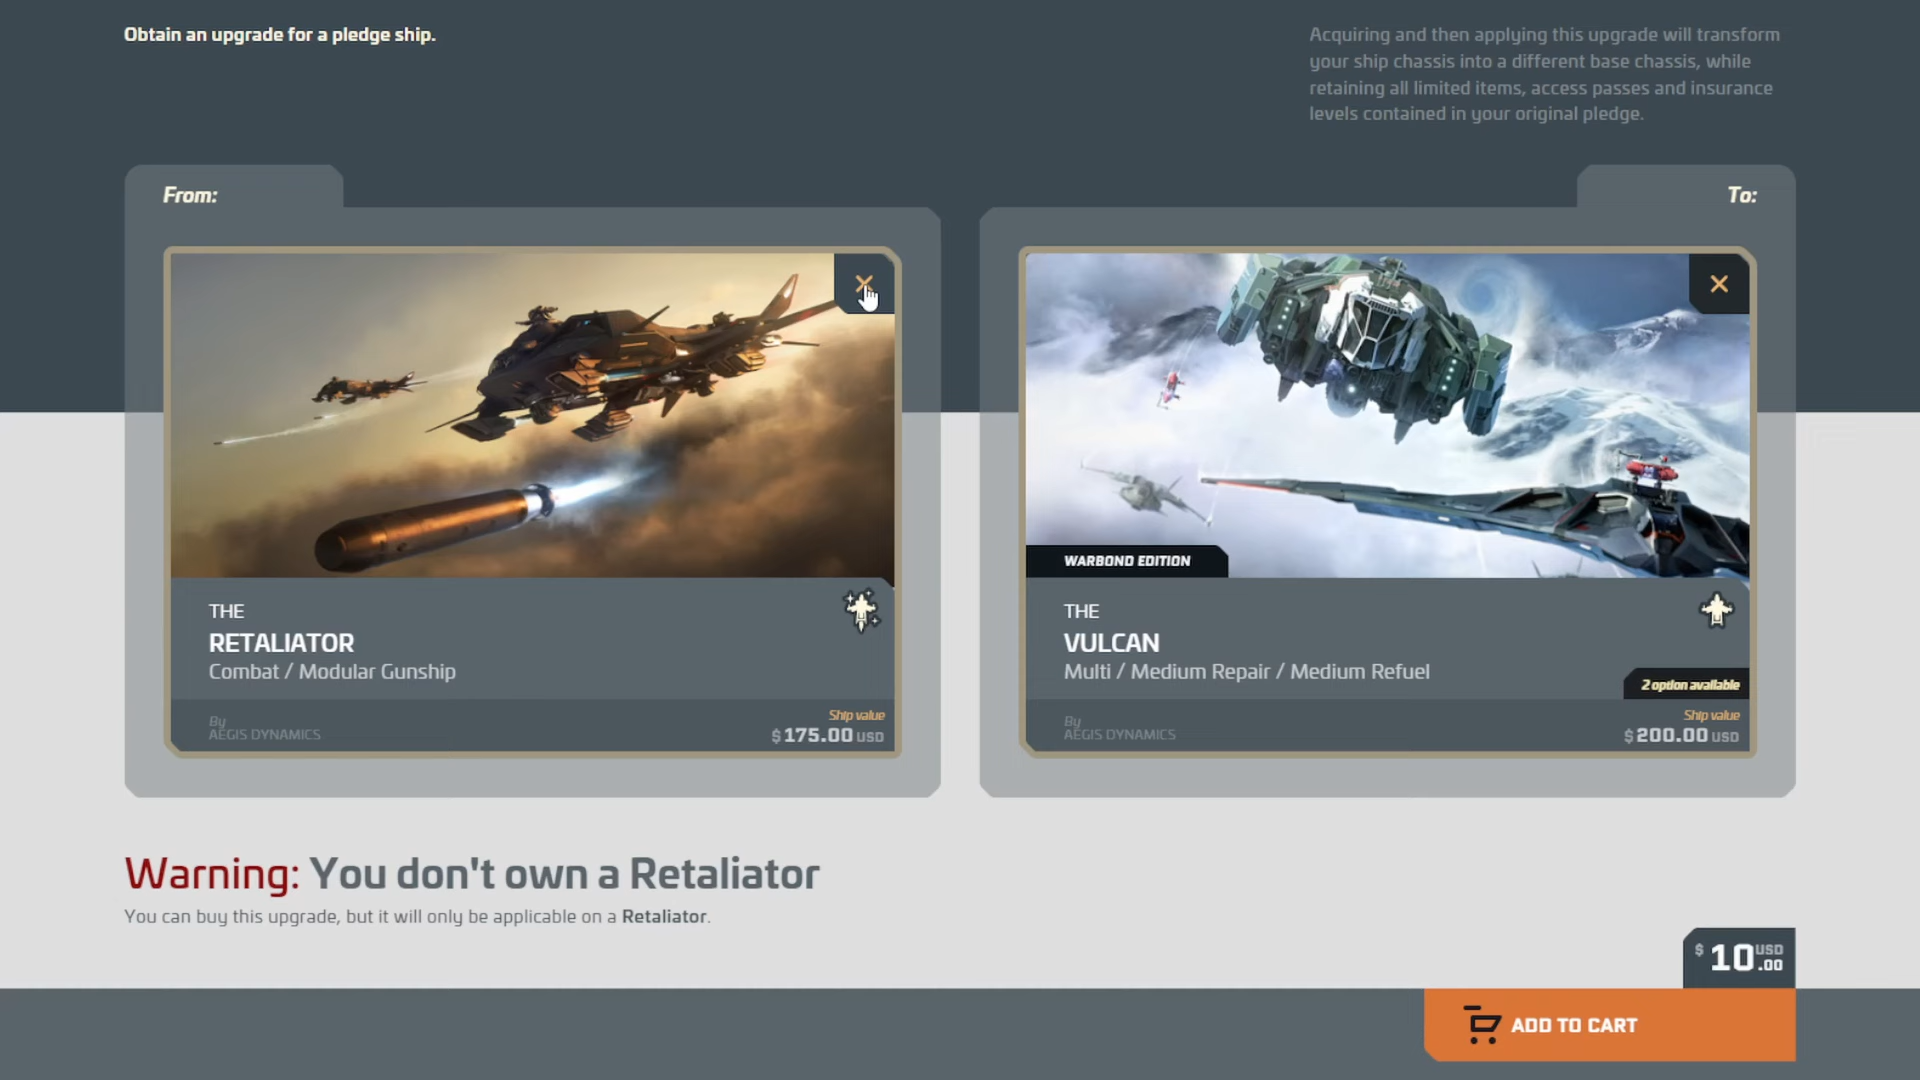 Obtain an upgrade for a pledge ship.
Acquiring and then applying this upgrade will transform
your ship chassis into a different base chassis, while
retaining all limited items, access passes and insurance
levels contained in your original pledge.
From:
THE
RETALIATOR
Combat / Modular Gunship
By
AEGIS DYNAMICS
Ship value
$175.00 USD
To:
WARBOND EDITION
THE
VULCAN
Multi / Medium Repair / Medium Refuel
2 option available
By
AEGIS DYNAMICS
Ship value
$200.00 USD
Warning: You don't own a Retaliator
You can buy this upgrade, but it will only be applicable on a Retaliator.
$10.00 USD
ADD TO CART